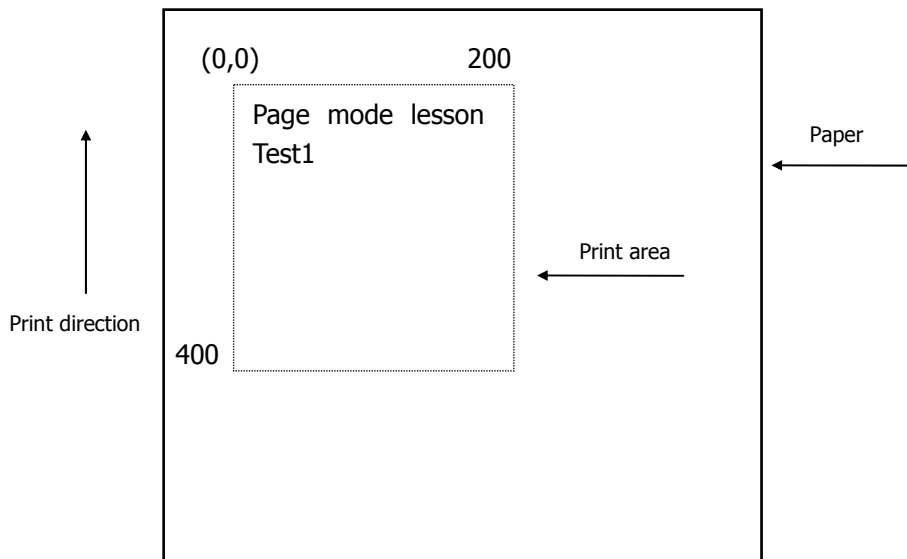 (0,0) 200
Page mode lesson
Test1
Paper
Print area
Print direction
400